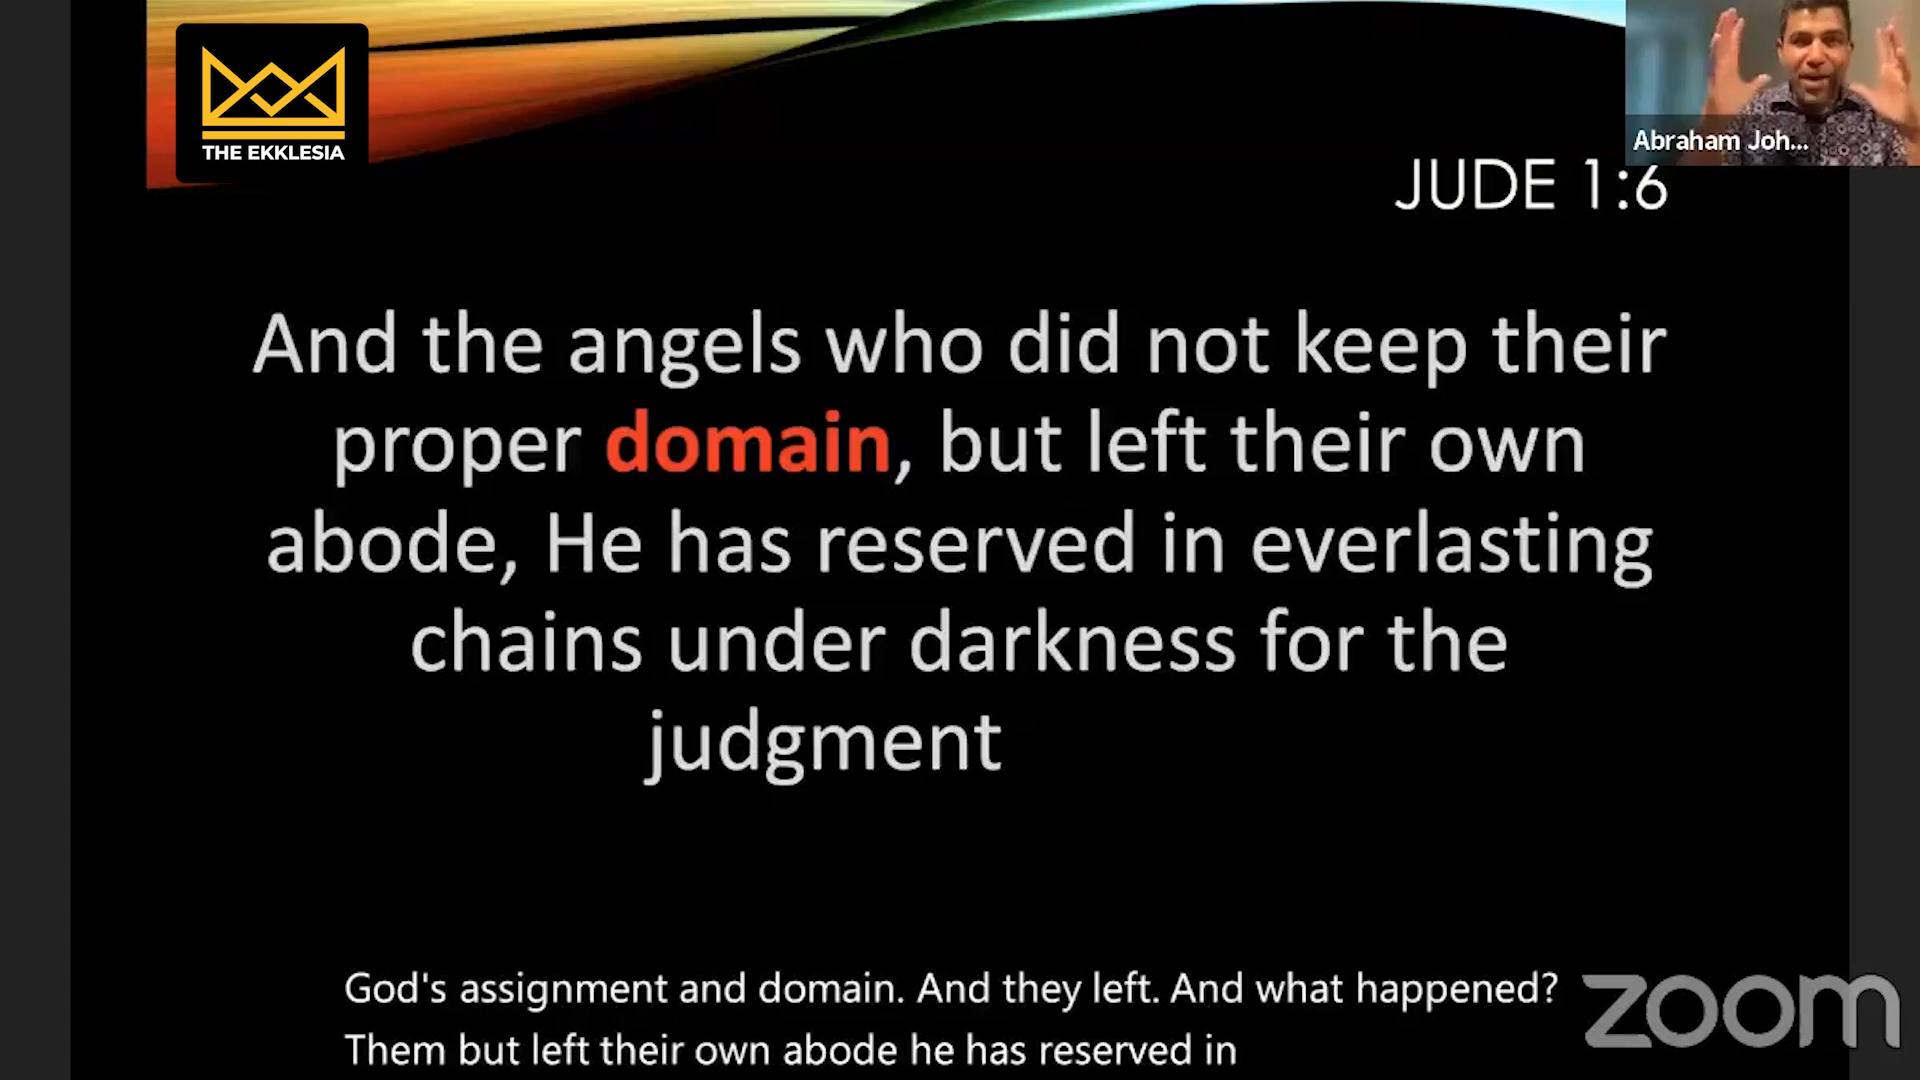 THE EKKLESIA
Abraham Joh...
JUDE 1:6
And the angels who did not keep their
proper domain, but left their own
abode, He has reserved in everlasting
chains under darkness for the
judgment
God's assignment and domain. And they left. And what happened?
Them but left their own abode he has reserved in
zoom